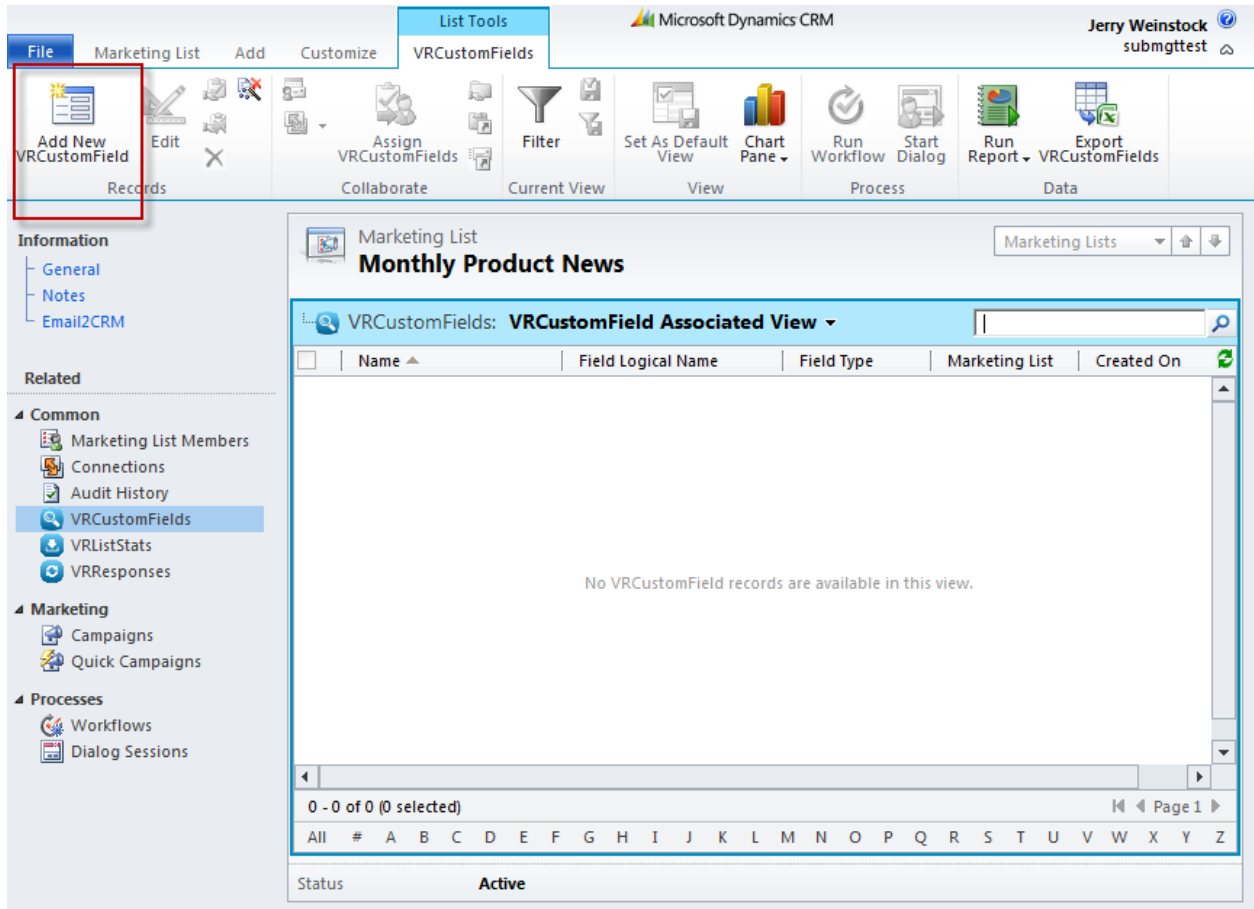 List Tools
Microsoft Dynamics CRM
Jerry Weinstock
submgttest
File
Marketing List
Add
Customize
VRCustomFields
Add New
VRCustomField
Edit
Records
Assign
VRCustomFields
Collaborate
Filter
Current View
Set As Default
View
Chart
Pane
View
Run
Workflow
Start
Dialog
Process
Run
Report
Export
VRCustomFields
Data
Information
General
Notes
Email2CRM
Related
Common
Marketing List Members
Connections
Audit History
VRCustomFields
VRListStats
VRResponses
Marketing
Campaigns
Quick Campaigns
Processes
Workflows
Dialog Sessions
Marketing List
Monthly Product News
Marketing Lists
VRCustomFields: VRCustomField Associated View
Name Field Logical Name Field Type Marketing List Created On
No VRCustomField records are available in this view.
0 - 0 of 0 (0 selected)
Page 1
All # A B C D E F G H I J K L M N O P Q R S T U V W X Y Z
Status Active